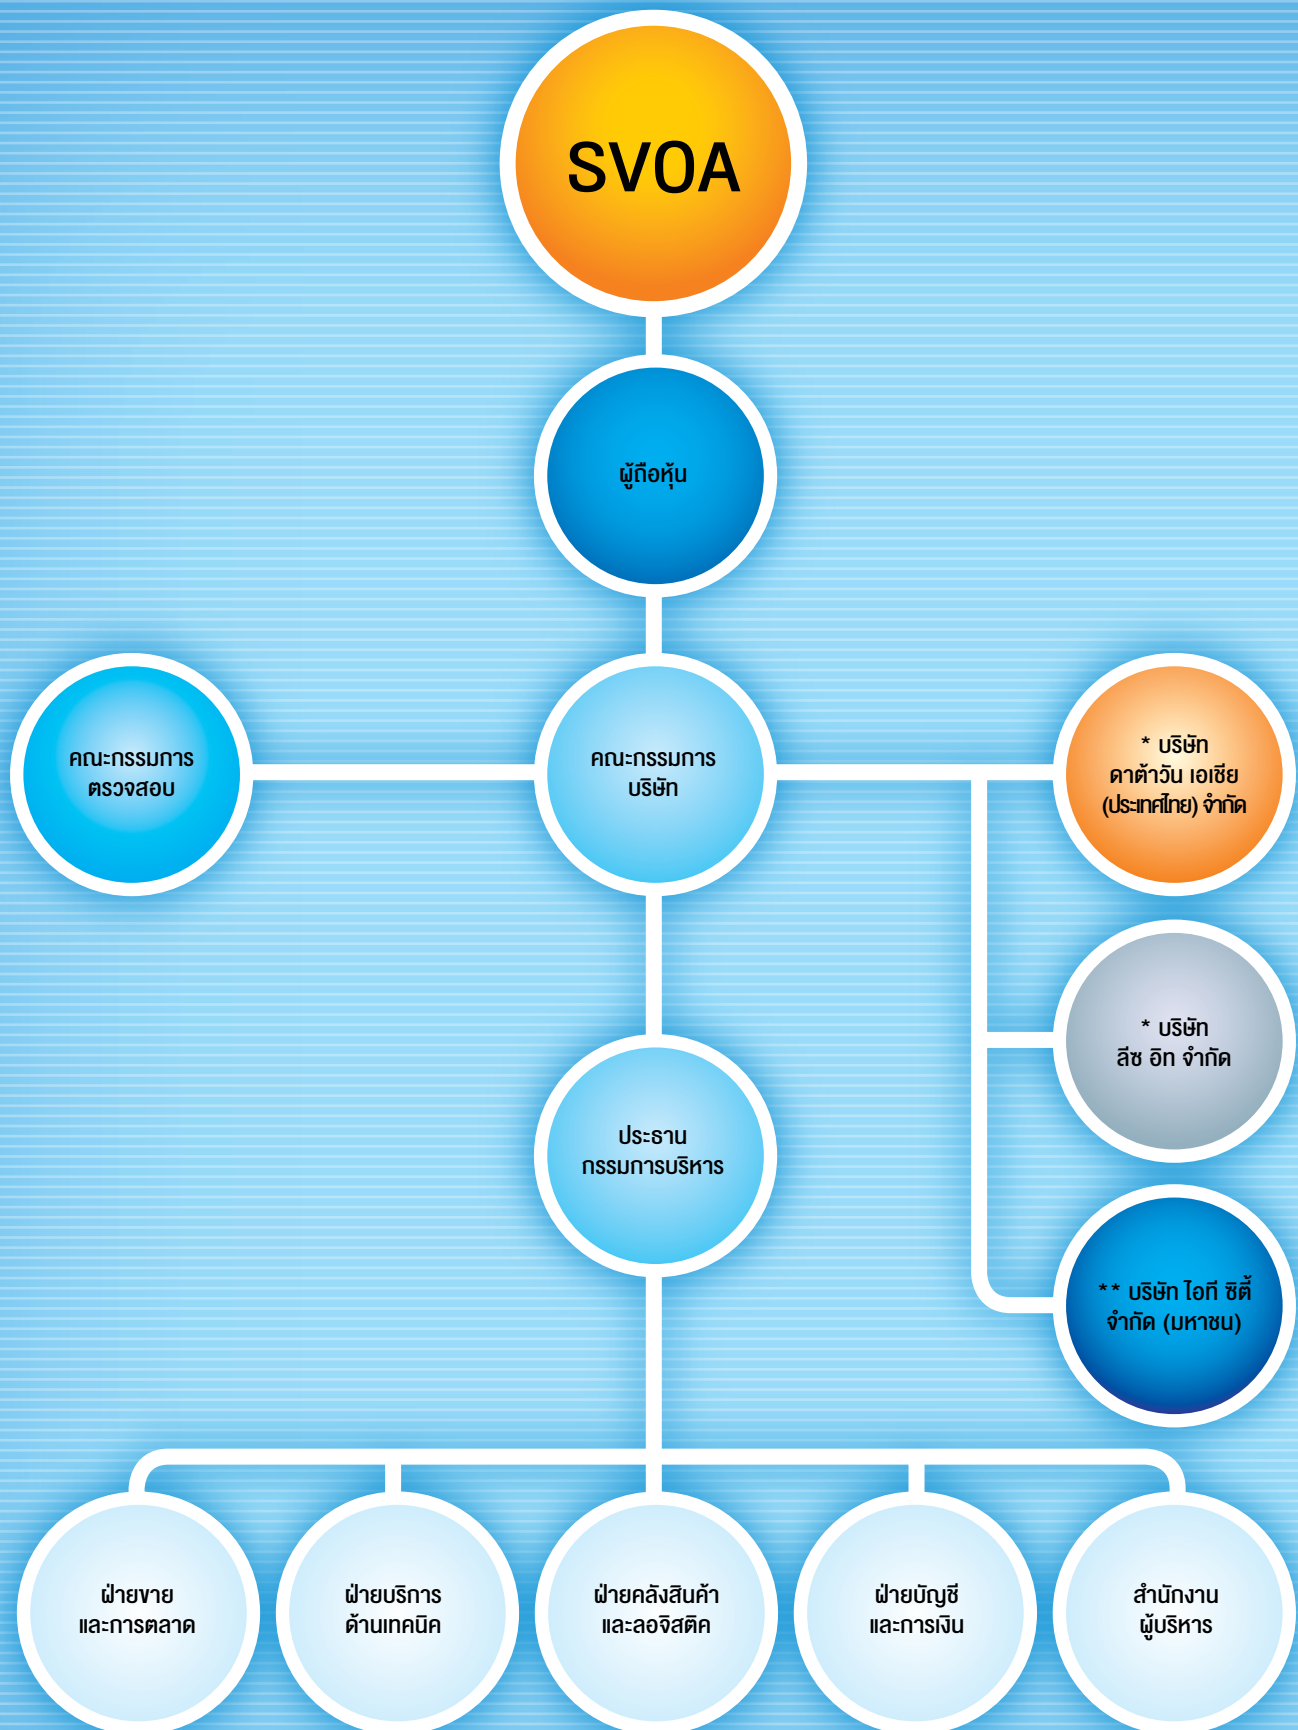 SVOA
ผู้ถือหุ้น
คณะกรรมการ
ตรวจสอบ
คณะกรรมการ
บริษัท
* บริษัท
ดาต้าวัน เอเชีย
(ประเทศไทย) จำกัด
* บริษัท
ลีซ อิท จำกัด
ประธาน
กรรมการบริหาร
** บริษัท ไอที ซิตี้
จำกัด (มหาชน)
ฝ่ายขาย
และการตลาด
ฝ่ายบริการ
ด้านเทคนิค
ฝ่ายคลังสินค้า
และลอจิสติค
ฝ่ายบัญชี
และการเงิน
สำนักงาน
ผู้บริหาร